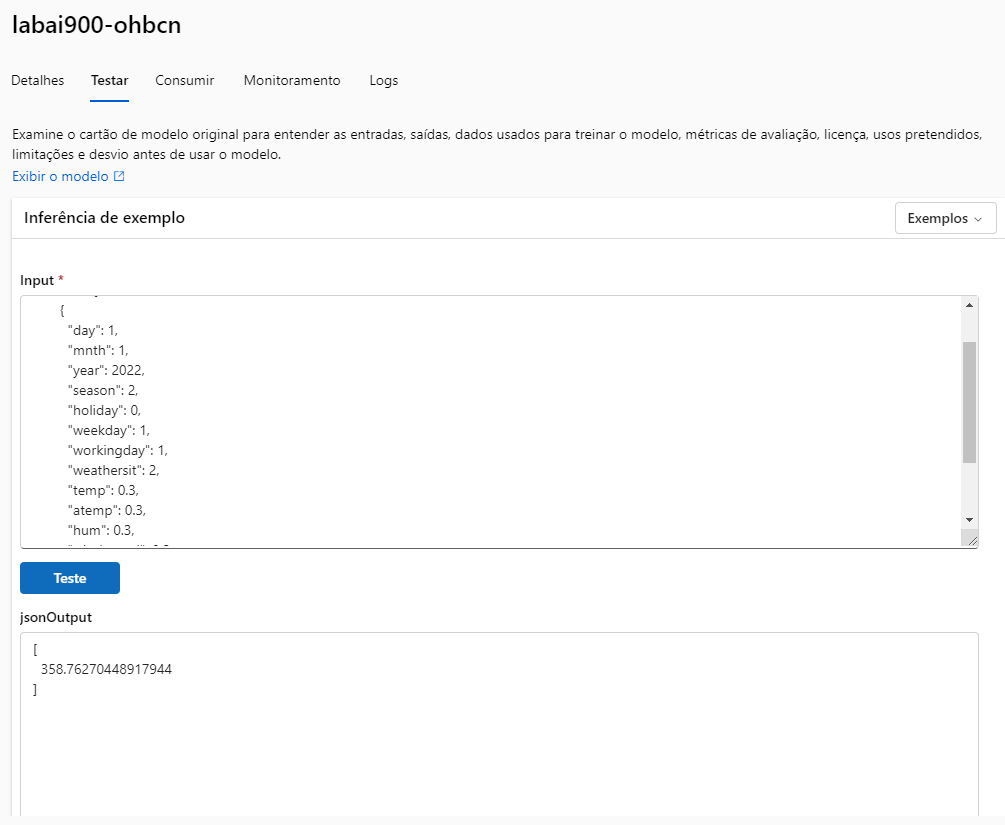 labai900-ohbcn
Detalhes Testar Consumir Monitoramento Logs
Examine o cartão de modelo original para entender as entradas, saídas, dados usados para treinar o modelo, métricas de avaliação, licença, usos pretendidos,
limitações e desvio antes de usar o modelo.
Exibir o modelo
Inferência de exemplo
Exemplos
Input *
{
"day": 1,
"mnth": 1,
"year": 2022,
"season": 2,
"holiday": 0,
"weekday": 1,
"workingday": 1,
"weathersit": 2,
"temp": 0.3,
"atemp": 0.3,
"hum": 0.3,
Teste
jsonOutput
[
358.76270448917944
]